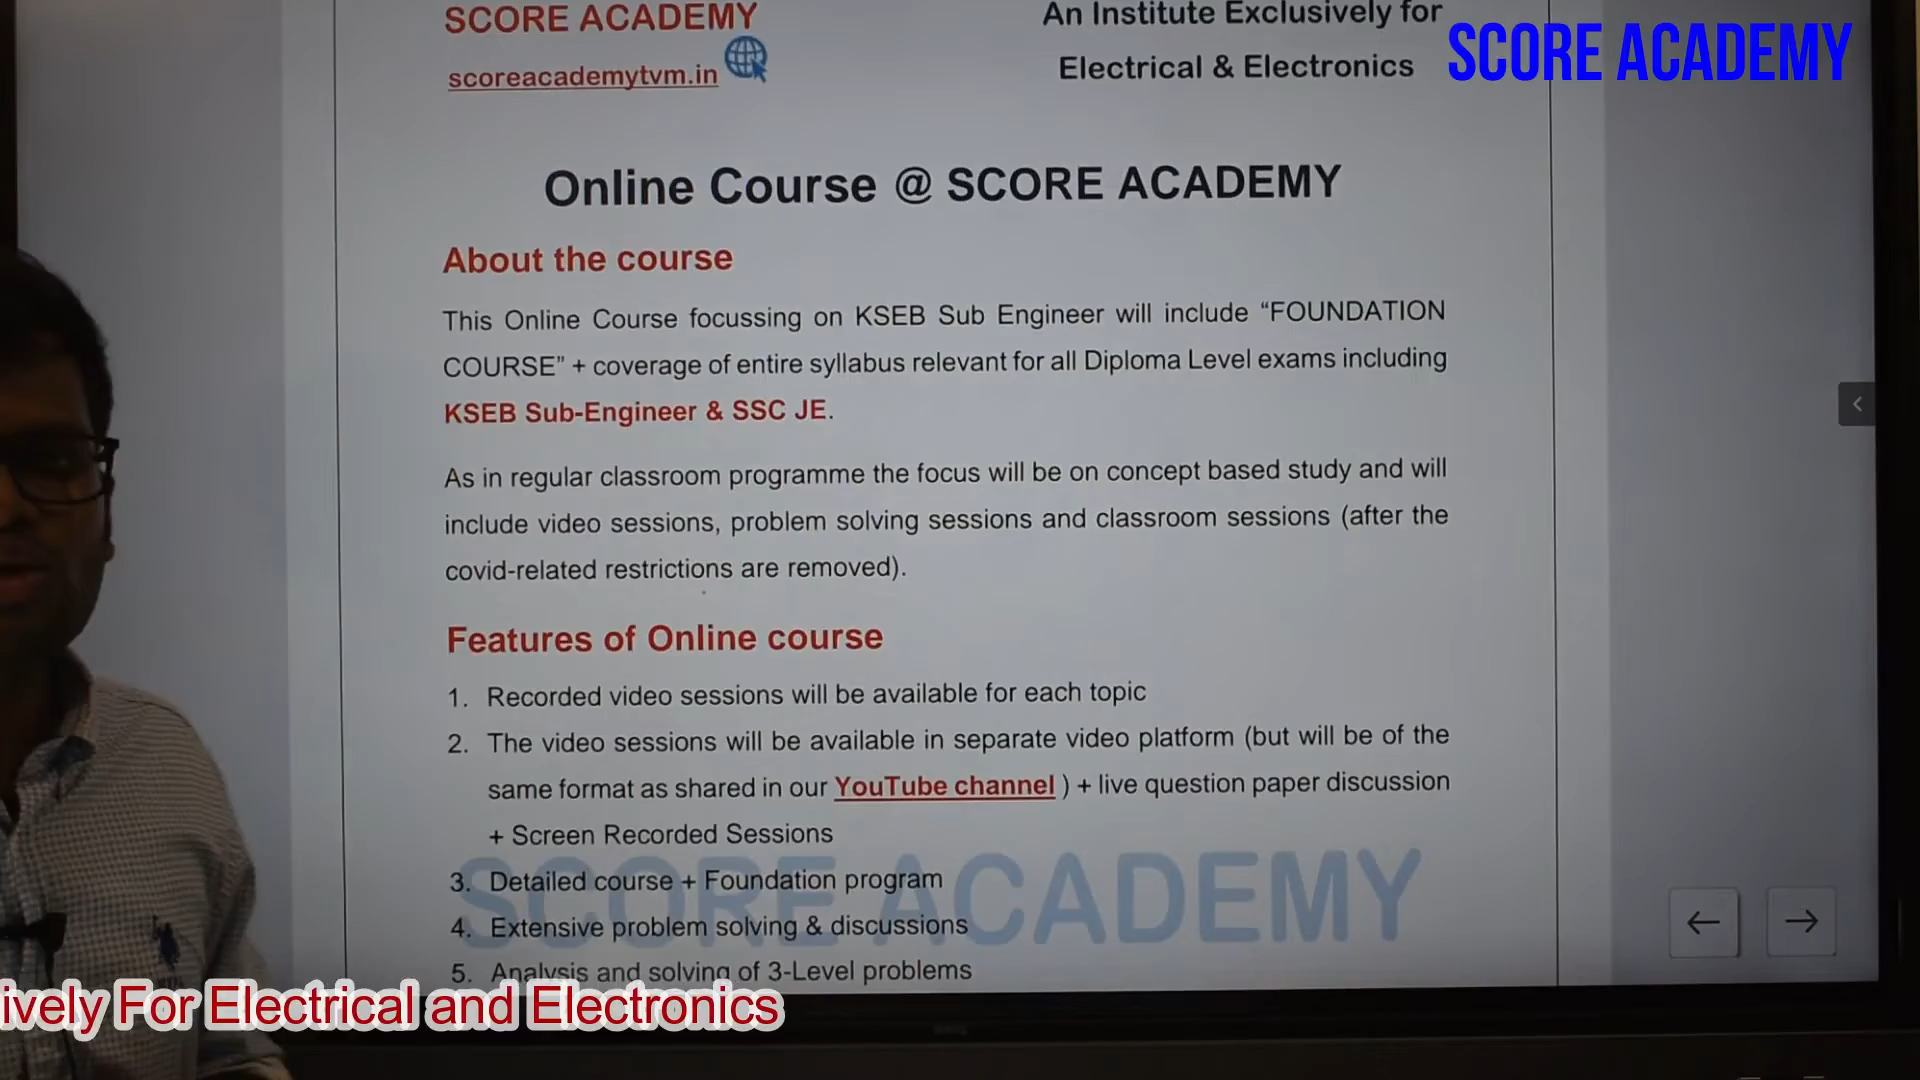 SCORE ACADEMY
scoreacademytvm.in
An Institute Exclusively for
Electrical & Electronics
SCORE ACADEMY
Online Course @ SCORE ACADEMY
About the course
This Online Course focussing on KSEB Sub Engineer will include “FOUNDATION
COURSE” + coverage of entire syllabus relevant for all Diploma Level exams including
KSEB Sub-Engineer & SSC JE.
As in regular classroom programme the focus will be on concept based study and will
include video sessions, problem solving sessions and classroom sessions (after the
covid-related restrictions are removed).
Features of Online course
1. Recorded video sessions will be available for each topic
2. The video sessions will be available in separate video platform (but will be of the
same format as shared in our YouTube channel ) + live question paper discussion
+ Screen Recorded Sessions
SCORE ACADEMY
3. Detailed course + Foundation program
4. Extensive problem solving & discussions
5. Analysis and solving of 3-Level problems
ively For Electrical and Electronics